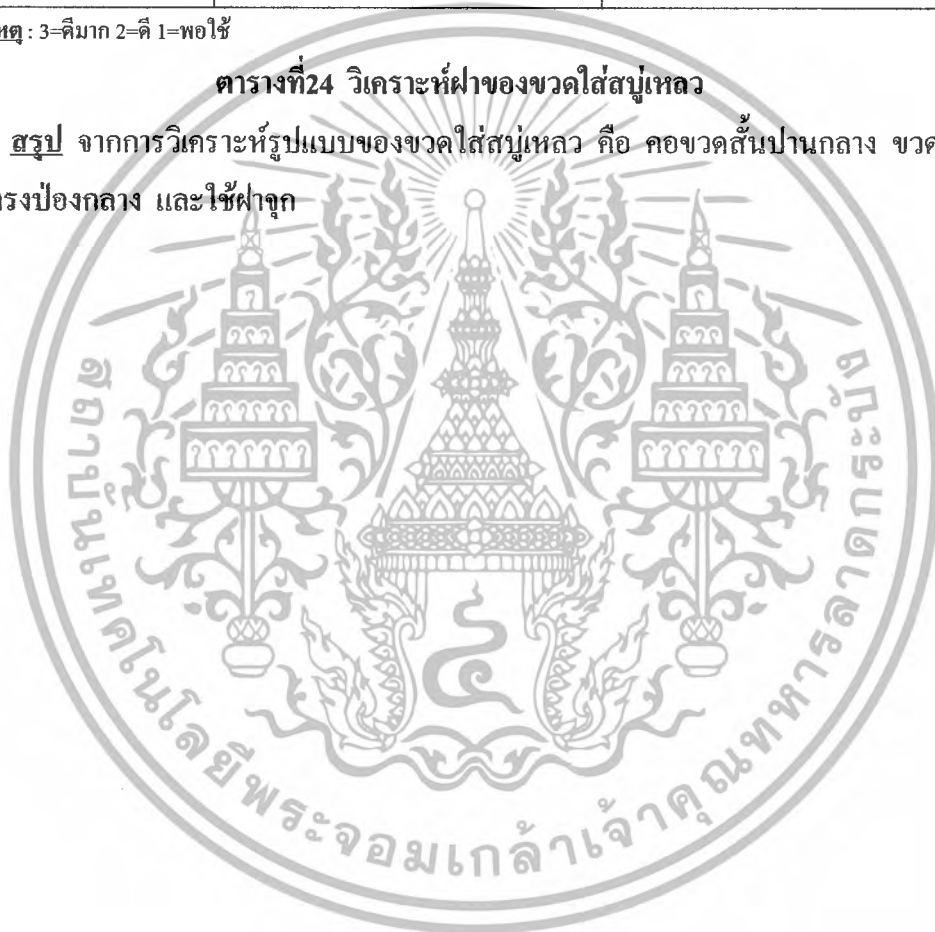 หตุ : 3=ดีมาก 2=ดี 1=พอใช้
ตารางที่24 วิเคราะห์ฝาของขวดใส่สบู่เหลว
สรุป จากการวิเคราะห์รูปแบบของขวดใส่สบู่เหลว คือ คอขวดสั้นปานกลาง ขวด
ทรงป่องกลาง และใช้ฝาจุก
สถาบันเทคโนโลยีพระจอมเกล้าเจ้าคุณทหารลาดกระบัง
๔